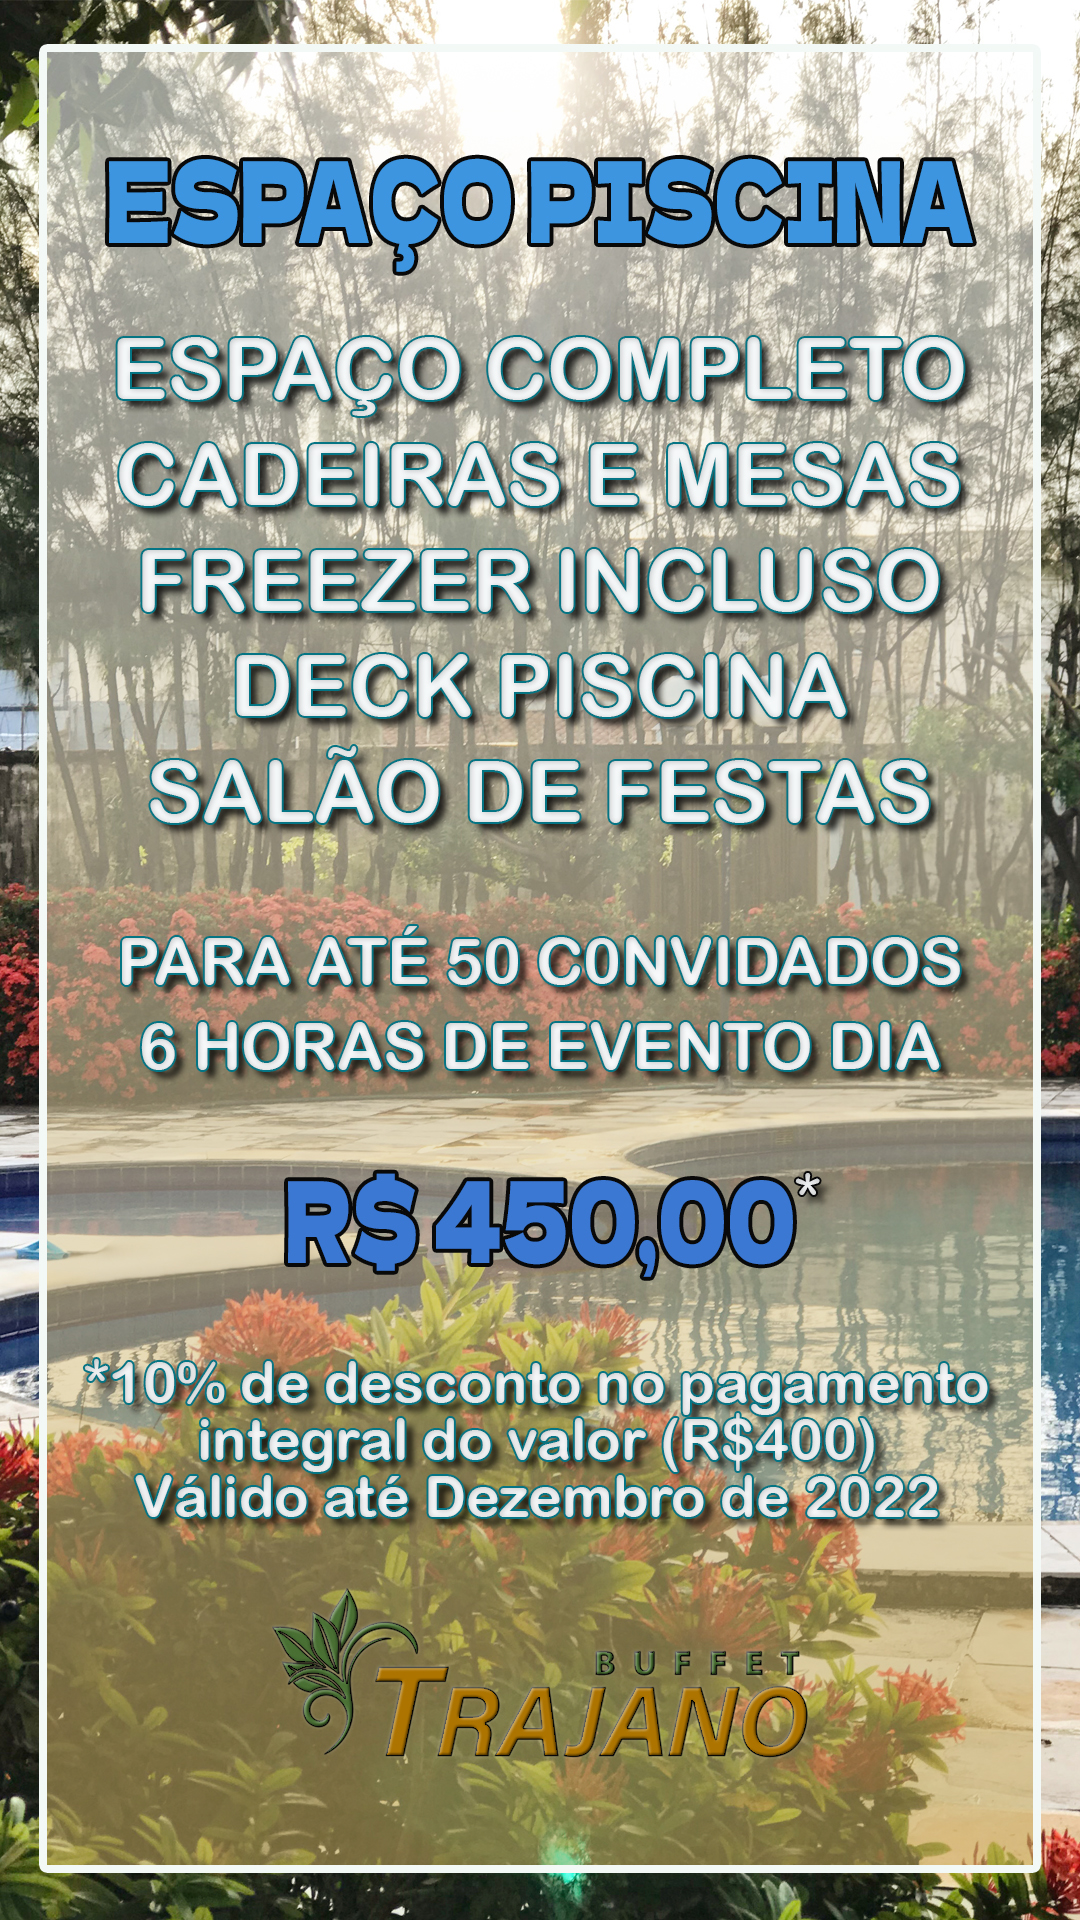 ESPAÇO PISCINA
ESPAÇO COMPLETO
CADEIRAS E MESAS
FREEZER INCLUSO
DECK PISCINA
SALÃO DE FESTAS
PARA ATÉ 50 C0NVIDADOS
6 HORAS DE EVENTO DIA
R$ 450,00*
*10% de desconto no pagamento
integral do valor (R$400)
Válido até Dezembro de 2022
BUFFET
TRAJANO